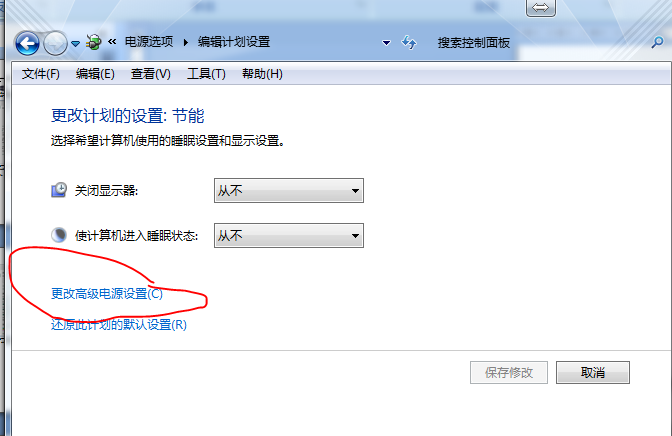 « 电源选项 ▸ 编辑计划设置 搜索控制面板
文件(F) 编辑(E) 查看(V) 工具(T) 帮助(H)
更改计划的设置: 节能
选择希望计算机使用的睡眠设置和显示设置。
关闭显示器: 从不
使计算机进入睡眠状态: 从不
更改高级电源设置(C)
还原此计划的默认设置(R)
保存修改 取消